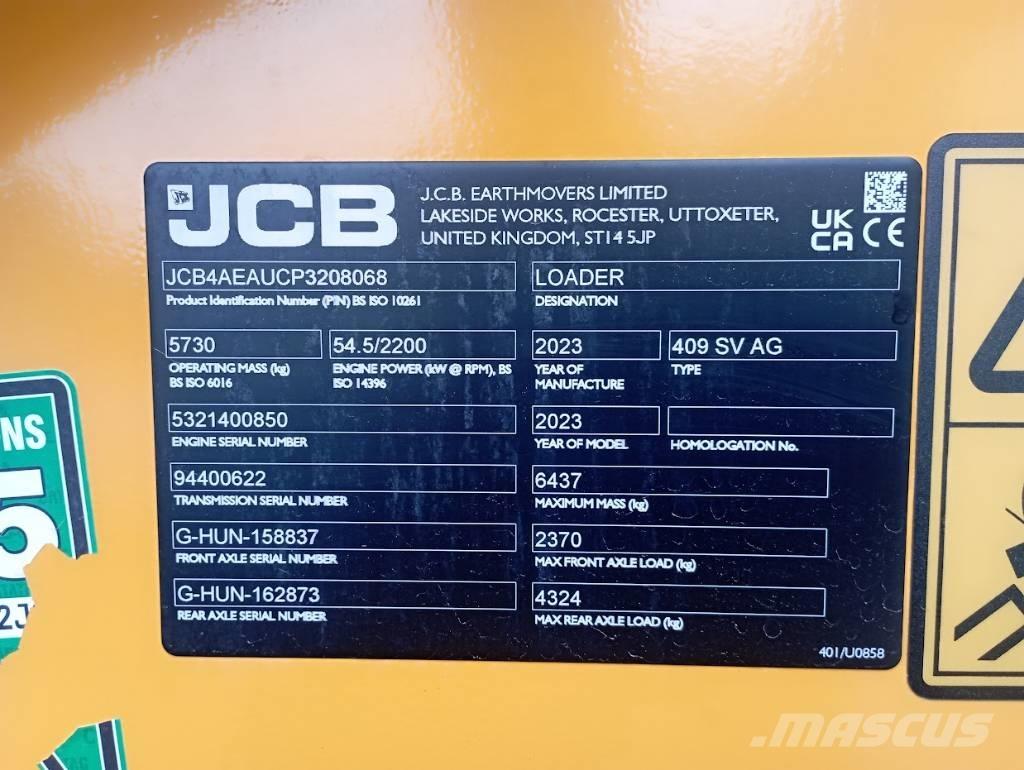 JCB
J.C.B. EARTHMOVERS LIMITED
LAKESIDE WORKS, ROCESTER, UTTOXETER,
UNITED KINGDOM, ST14 5JP
UK
CA CE
JCB4AEAUCP3208068
Product Identification Number (PIN) BS ISO 10261
LOADER
DESIGNATION
5730
OPERATING MASS (kg)
BS ISO 6016
54.5/2200
ENGINE POWER (kW @ RPM), BS
ISO 14396
2023
YEAR OF
MANUFACTURE
409 SV AG
TYPE
5321400850
ENGINE SERIAL NUMBER
2023
YEAR OF MODEL
HOMOLOGATION No.
94400622
TRANSMISSION SERIAL NUMBER
6437
MAXIMUM MASS (kg)
G-HUN-158837
FRONT AXLE SERIAL NUMBER
2370
MAX FRONT AXLE LOAD (kg)
G-HUN-162873
REAR AXLE SERIAL NUMBER
4324
MAX REAR AXLE LOAD (kg)
401/U0858
NS
5
2J
MASCUS